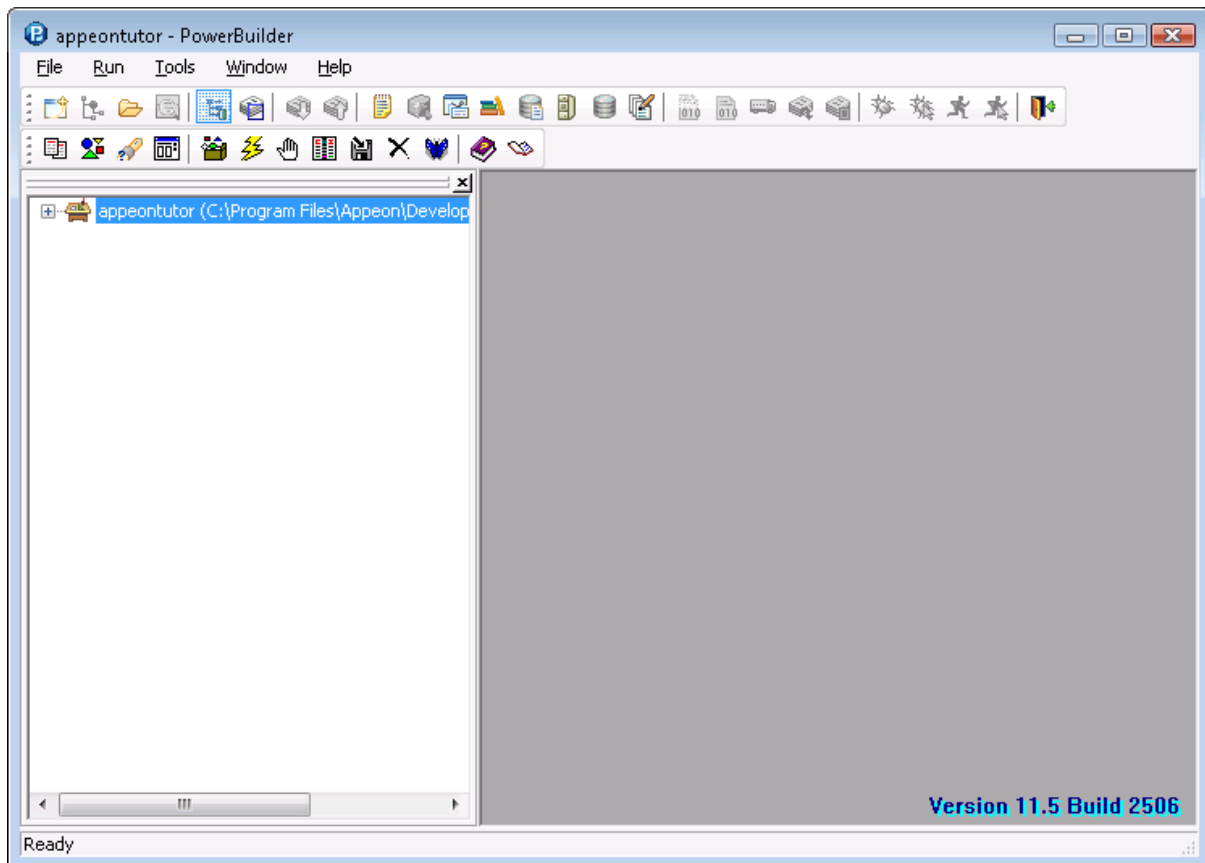 appeontutor - PowerBuilder
File Run Tools Window Help
appeontutor (C:\Program Files\Appeon\Develop
Version 11.5 Build 2506
Ready